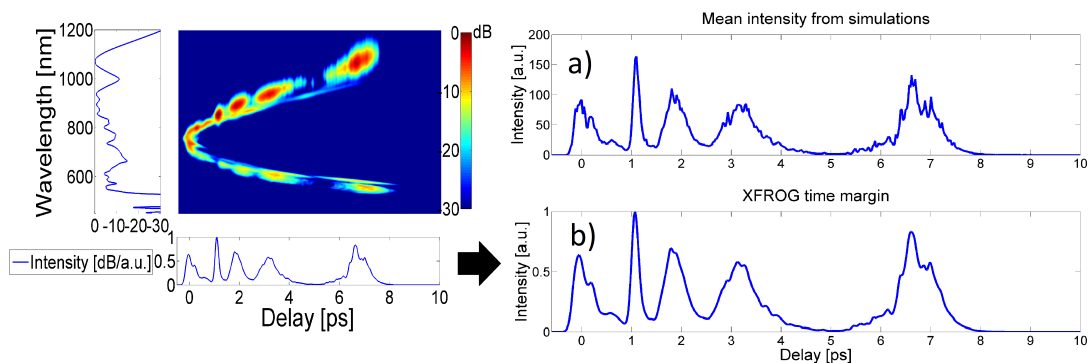 1200
1000
800
600
Wavelength [nm]
0 -10-20-30
0
dB
-10
-20
-30
Intensity [dB/a.u.]
1
0.5
0
0 2 4 6 8 10
Delay [ps]
Mean intensity from simulations
a)
Intensity [a.u.]
200
150
100
50
0
0 1 2 3 4 5 6 7 8 9 10
XFROG time margin
b)
Intensity [a.u.]
1
0.5
0
0 1 2 3 4 5 6 7 8 9 10
Delay [ps]